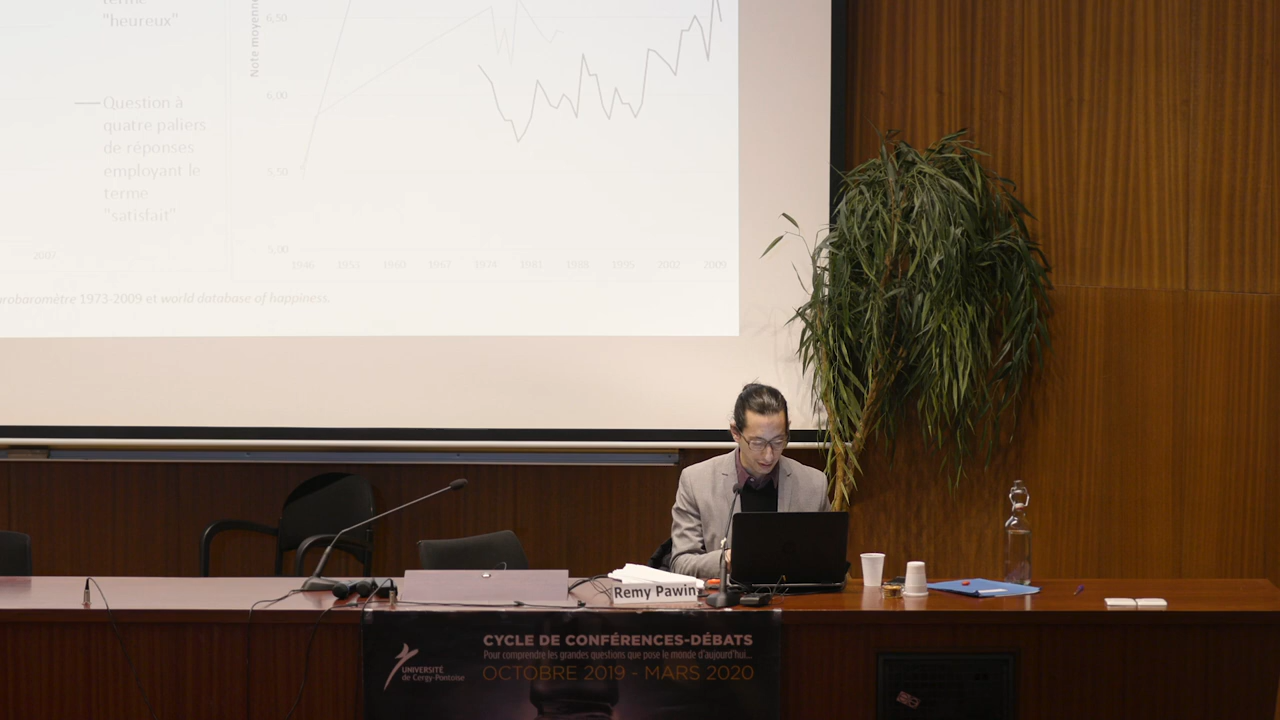 terme
"heureux"
Question à
quatre paliers
de réponses
employant le
terme
"satisfait"
2007
Note moyenne
6,50
6,00
5,50
5,00
1946 1953 1960 1967 1974 1981 1988 1995 2002 2009
robaromètre 1973-2009 et world database of happiness.
Remy Pawin
UNIVERSITÉ
de Cergy-Pontoise
CYCLE DE CONFÉRENCES-DÉBATS
Pour comprendre les grandes questions que pose le monde d'aujourd'hui...
OCTOBRE 2019 - MARS 2020